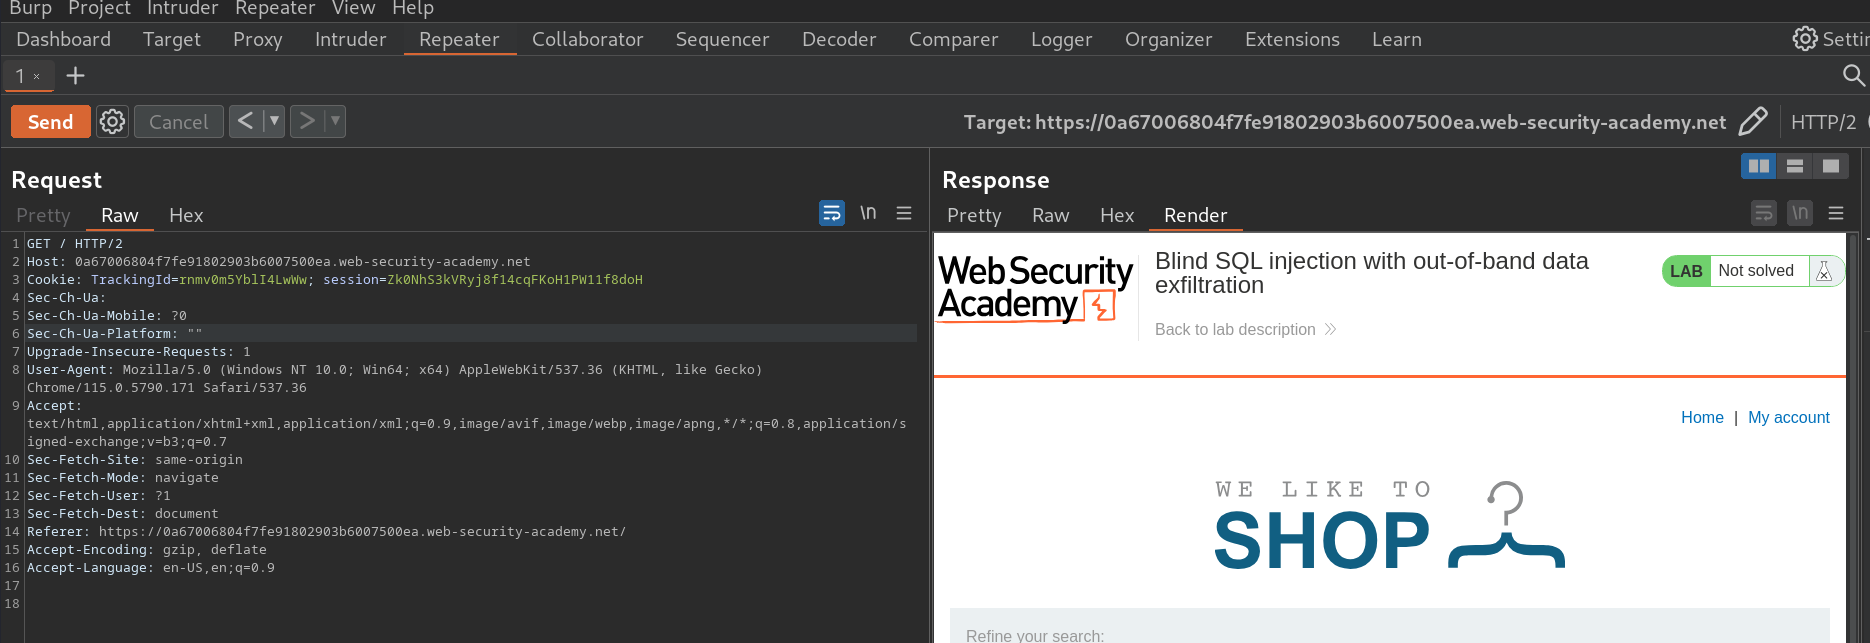 Burp Project Intruder Repeater View Help
Dashboard Target Proxy Intruder Repeater Collaborator Sequencer Decoder Comparer Logger Organizer Extensions Learn Settin
1 × +
Send Cancel < ▼ > ▼ Target: https://0a67006804f7fe91802903b6007500ea.web-security-academy.net HTTP/2
Request
Pretty Raw Hex \n
1 GET / HTTP/2
2 Host: 0a67006804f7fe91802903b6007500ea.web-security-academy.net
3 Cookie: TrackingId=rnmv0m5YblI4LwWw; session=Zk0NhS3kVRyj8f14cqFKoH1PW11f8doH
4 Sec-Ch-Ua:
5 Sec-Ch-Ua-Mobile: ?0
6 Sec-Ch-Ua-Platform: ""
7 Upgrade-Insecure-Requests: 1
8 User-Agent: Mozilla/5.0 (Windows NT 10.0; Win64; x64) AppleWebKit/537.36 (KHTML, like Gecko)
Chrome/115.0.5790.171 Safari/537.36
9 Accept:
text/html,application/xhtml+xml,application/xml;q=0.9,image/avif,image/webp,image/apng,*/*;q=0.8,application/s
igned-exchange;v=b3;q=0.7
10 Sec-Fetch-Site: same-origin
11 Sec-Fetch-Mode: navigate
12 Sec-Fetch-User: ?1
13 Sec-Fetch-Dest: document
14 Referer: https://0a67006804f7fe91802903b6007500ea.web-security-academy.net/
15 Accept-Encoding: gzip, deflate
16 Accept-Language: en-US,en;q=0.9
17
18
Response
Pretty Raw Hex Render \n
Web Security
Academy
Blind SQL injection with out-of-band data
exfiltration
Back to lab description
LAB Not solved
Home | My account
WE LIKE TO
SHOP
Refine your search: